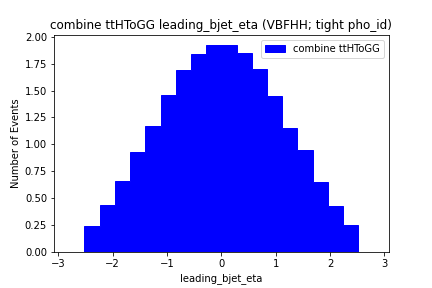 combine ttHToGG leading_bjet_eta (VBFHH; tight pho_id)
combine ttHToGG
Number of Events
2.00
1.75
1.50
1.25
1.00
0.75
0.50
0.25
0.00
−3 −2 −1 0 1 2 3
leading_bjet_eta